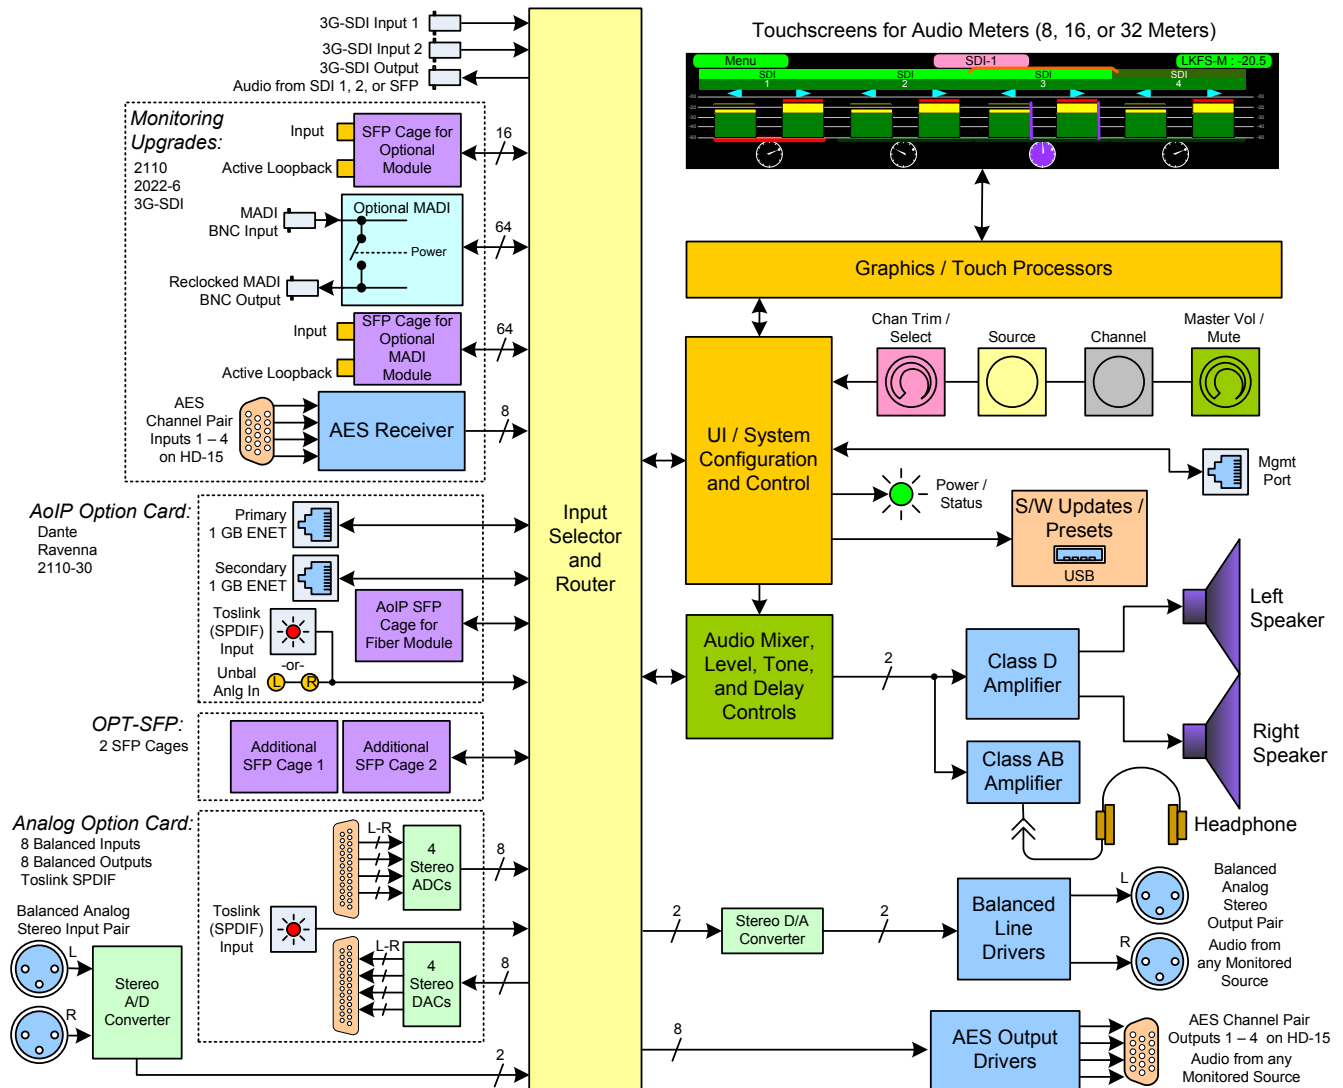 3G-SDI Input 1
3G-SDI Input 2
3G-SDI Output
Audio from SDI 1, 2, or SFP
Monitoring
Upgrades:
2110
2022-6
3G-SDI
Input
Active Loopback
SFP Cage for
Optional
Module
16
MADI
BNC Input
Reclocked MADI
BNC Output
Optional MADI
Power
64
Input
Active Loopback
SFP Cage for
Optional
MADI
Module
64
AES
Channel Pair
Inputs 1 – 4
on HD-15
AES Receiver
8
AoIP Option Card:
Dante
Ravenna
2110-30
Primary
1 GB ENET
Secondary
1 GB ENET
Toslink
(SPDIF)
Input
-or-
Unbal
Anlg In
L
R
AoIP SFP
Cage for
Fiber Module
OPT-SFP:
2 SFP Cages
Additional
SFP Cage 1
Additional
SFP Cage 2
Analog Option Card:
8 Balanced Inputs
8 Balanced Outputs
Toslink SPDIF
Balanced Analog
Stereo Input Pair
L
R
Stereo
A/D
Converter
2
L-R
4
Stereo
ADCs
8
Toslink
(SPDIF)
Input
L-R
4
Stereo
DACs
8
Input
Selector
and
Router
Touchscreens for Audio Meters (8, 16, or 32 Meters)
Menu
SDI-1
LKFS-M : -20.5
SDI
1
SDI
2
SDI
3
SDI
4
Graphics / Touch Processors
Chan Trim /
Select
Source
Channel
Master Vol /
Mute
UI / System
Configuration
and Control
Power /
Status
Mgmt
Port
S/W Updates /
Presets
USB
Audio Mixer,
Level, Tone,
and Delay
Controls
2
Class D
Amplifier
Left
Speaker
Right
Speaker
Class AB
Amplifier
Headphone
2
Stereo D/A
Converter
2
Balanced
Line
Drivers
L
R
Balanced
Analog
Stereo
Output Pair
Audio from
any Monitored
Source
8
AES Output
Drivers
AES Channel Pair
Outputs 1 – 4 on HD-15
Audio from any
Monitored Source